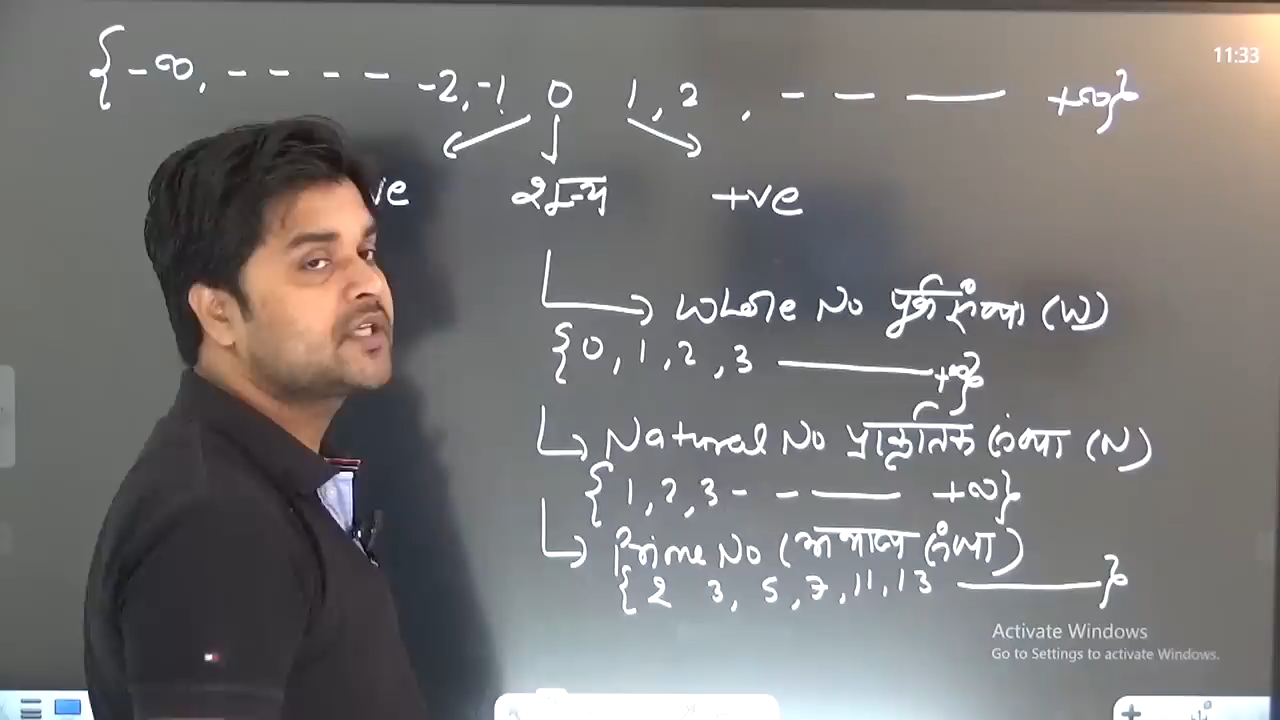 11:33
{-∞, - - - - -2, -1 0 1, 2, - - — +∞}
ve शून्य +ve
Whole No पूर्ण संख्या (W)
{0, 1, 2, 3 —— +∞}
Natural No प्राकृतिक संख्या (N)
{1, 2, 3 - - —— +∞}
Prime No (अभाज्य संख्या)
{2 3, 5, 7, 11, 13 ——}
Activate Windows
Go to Settings to activate Windows.